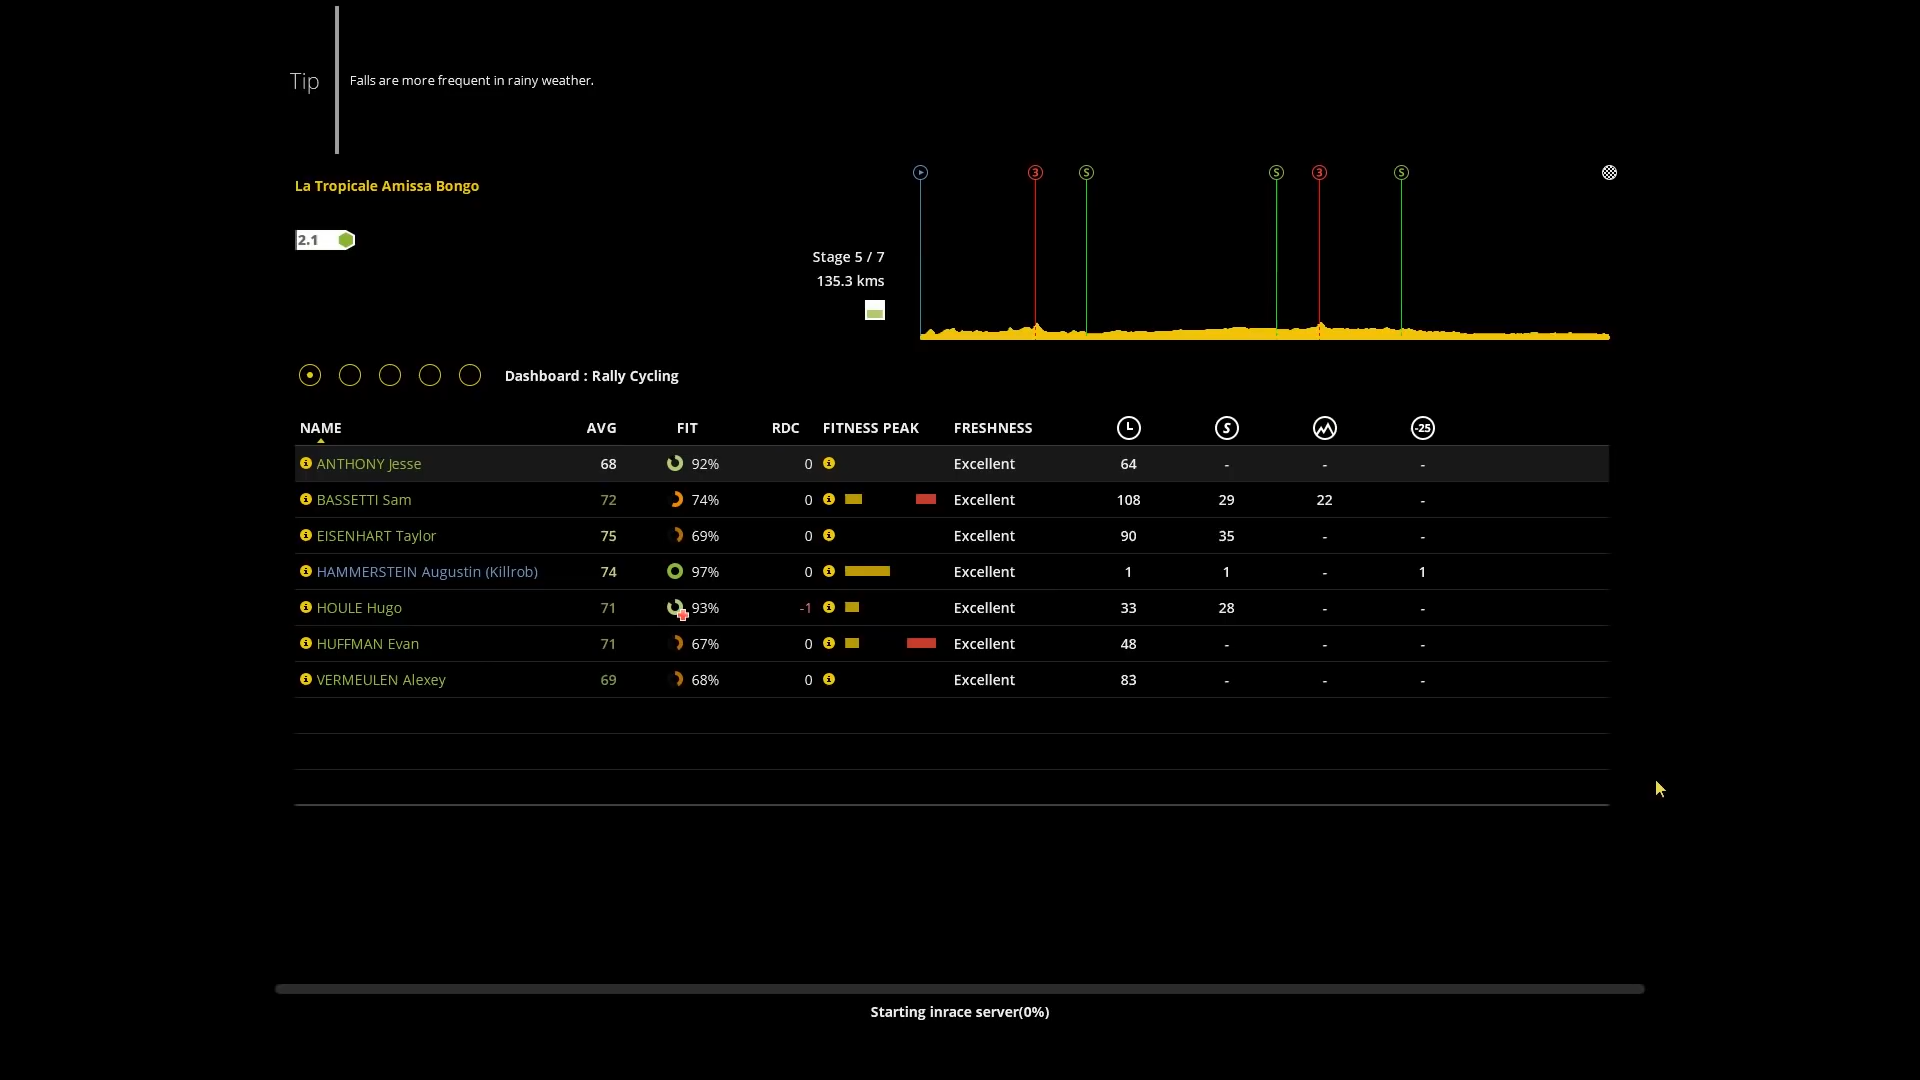 Tip
Falls are more frequent in rainy weather.
La Tropicale Amissa Bongo
3 S S 3 S
2.1
Stage 5 / 7
135.3 kms
Dashboard : Rally Cycling
NAME AVG FIT RDC FITNESS PEAK FRESHNESS S -25
ANTHONY Jesse 68 92% 0 Excellent 64 - - -
BASSETTI Sam 72 74% 0 Excellent 108 29 22 -
EISENHART Taylor 75 69% 0 Excellent 90 35 - -
HAMMERSTEIN Augustin (Killrob) 74 97% 0 Excellent 1 1 - 1
HOULE Hugo 71 93% -1 Excellent 33 28 - -
HUFFMAN Evan 71 67% 0 Excellent 48 - - -
VERMEULEN Alexey 69 68% 0 Excellent 83 - - -
Starting inrace server(0%)